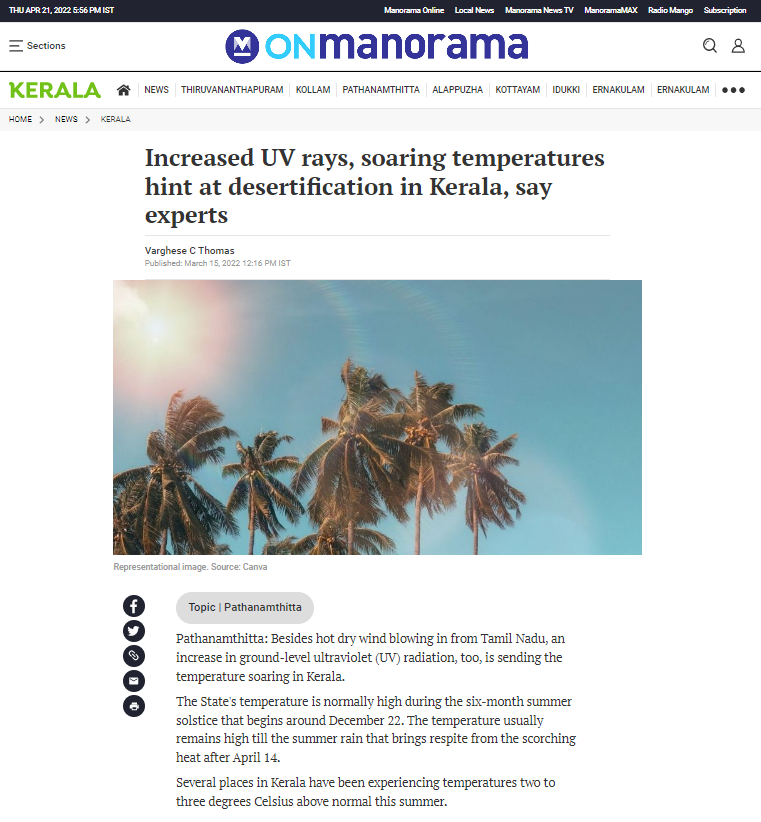 THU APR 21, 2022 5:56 PM IST
Manorama Online Local News Manorama News TV ManoramaMAX Radio Mango Subscription
Sections
ONmanorama
KERALA NEWS THIRUVANANTHAPURAM KOLLAM PATHANAMTHITTA ALAPPUZHA KOTTAYAM IDUKKI ERNAKULAM ERNAKULAM
HOME NEWS KERALA
Increased UV rays, soaring temperatures
hint at desertification in Kerala, say
experts
Varghese C Thomas
Published: March 15, 2022 12:16 PM IST
Representational image. Source: Canva
Topic | Pathanamthitta
Pathanamthitta: Besides hot dry wind blowing in from Tamil Nadu, an
increase in ground-level ultraviolet (UV) radiation, too, is sending the
temperature soaring in Kerala.
The State's temperature is normally high during the six-month summer
solstice that begins around December 22. The temperature usually
remains high till the summer rain that brings respite from the scorching
heat after April 14.
Several places in Kerala have been experiencing temperatures two to
three degrees Celsius above normal this summer.